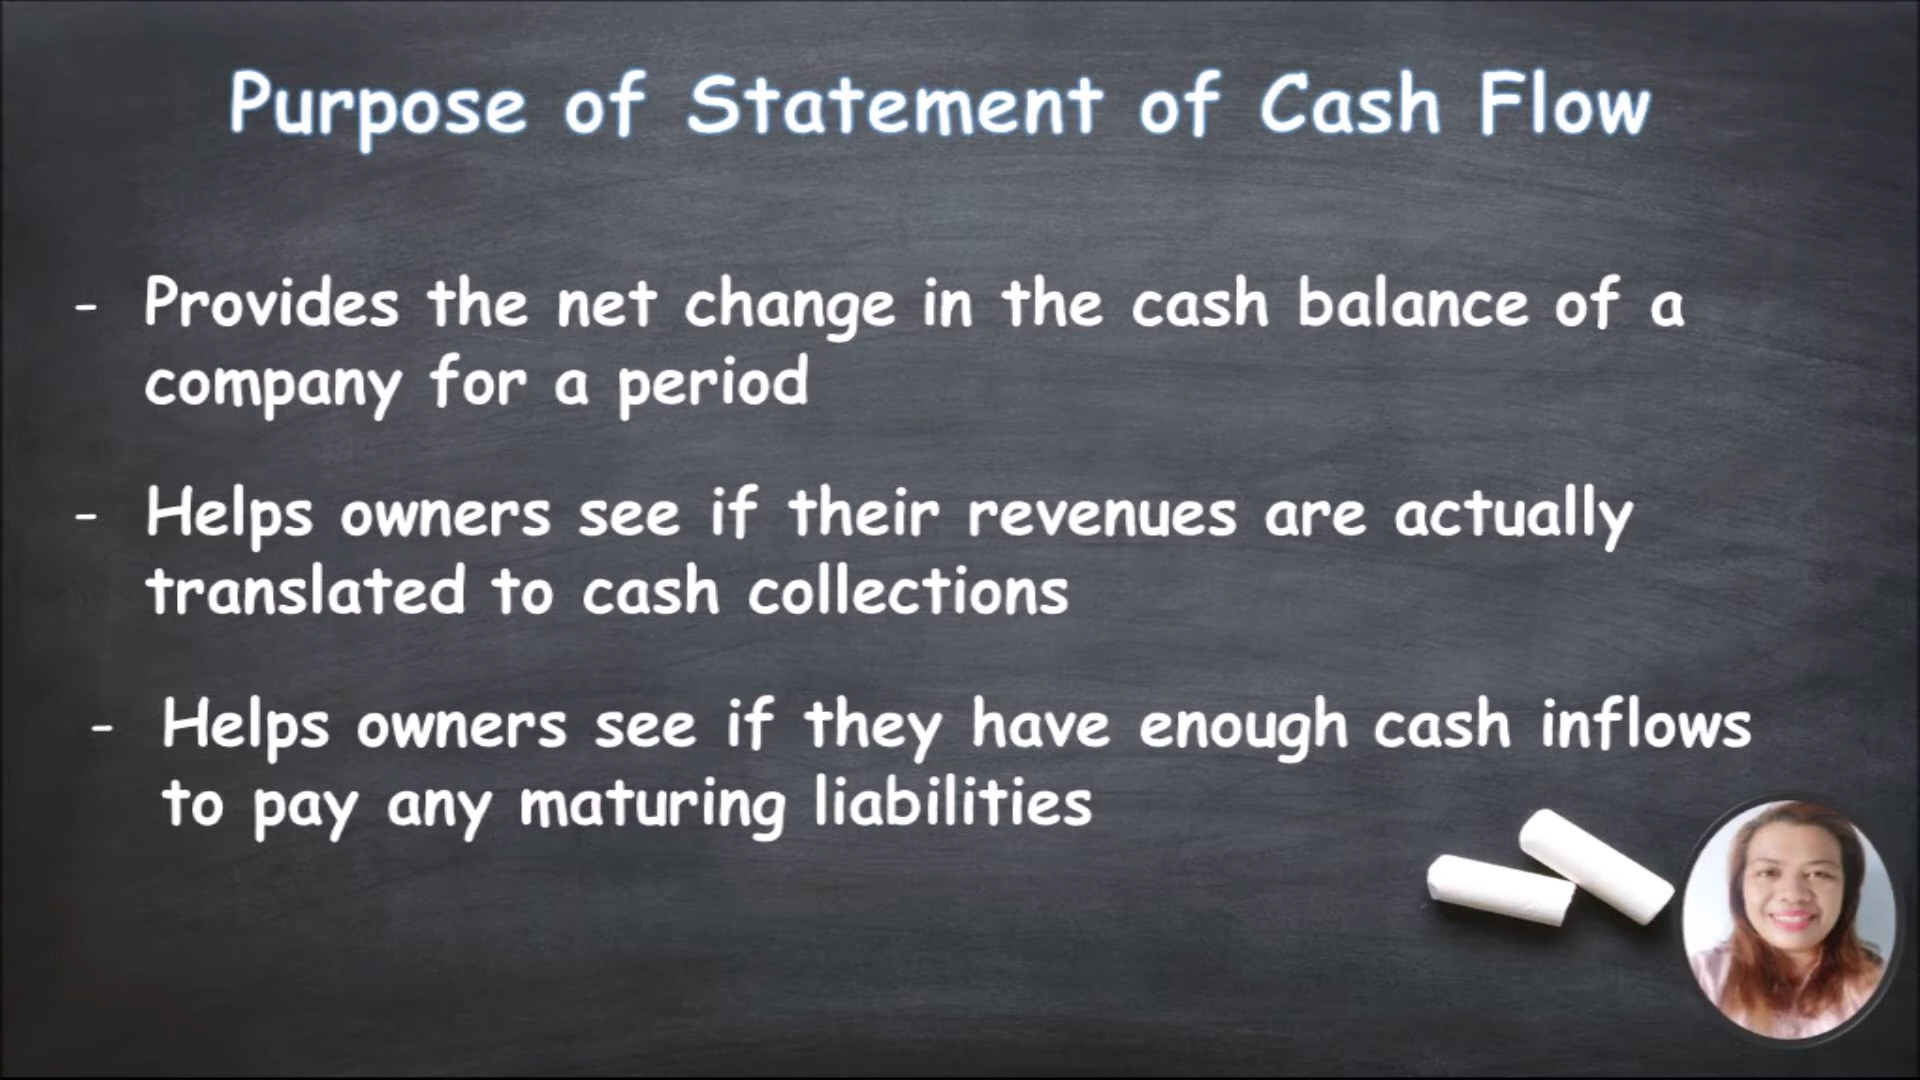 Purpose of Statement of Cash Flow
- Provides the net change in the cash balance of a
company for a period
- Helps owners see if their revenues are actually
translated to cash collections
- Helps owners see if they have enough cash inflows
to pay any maturing liabilities